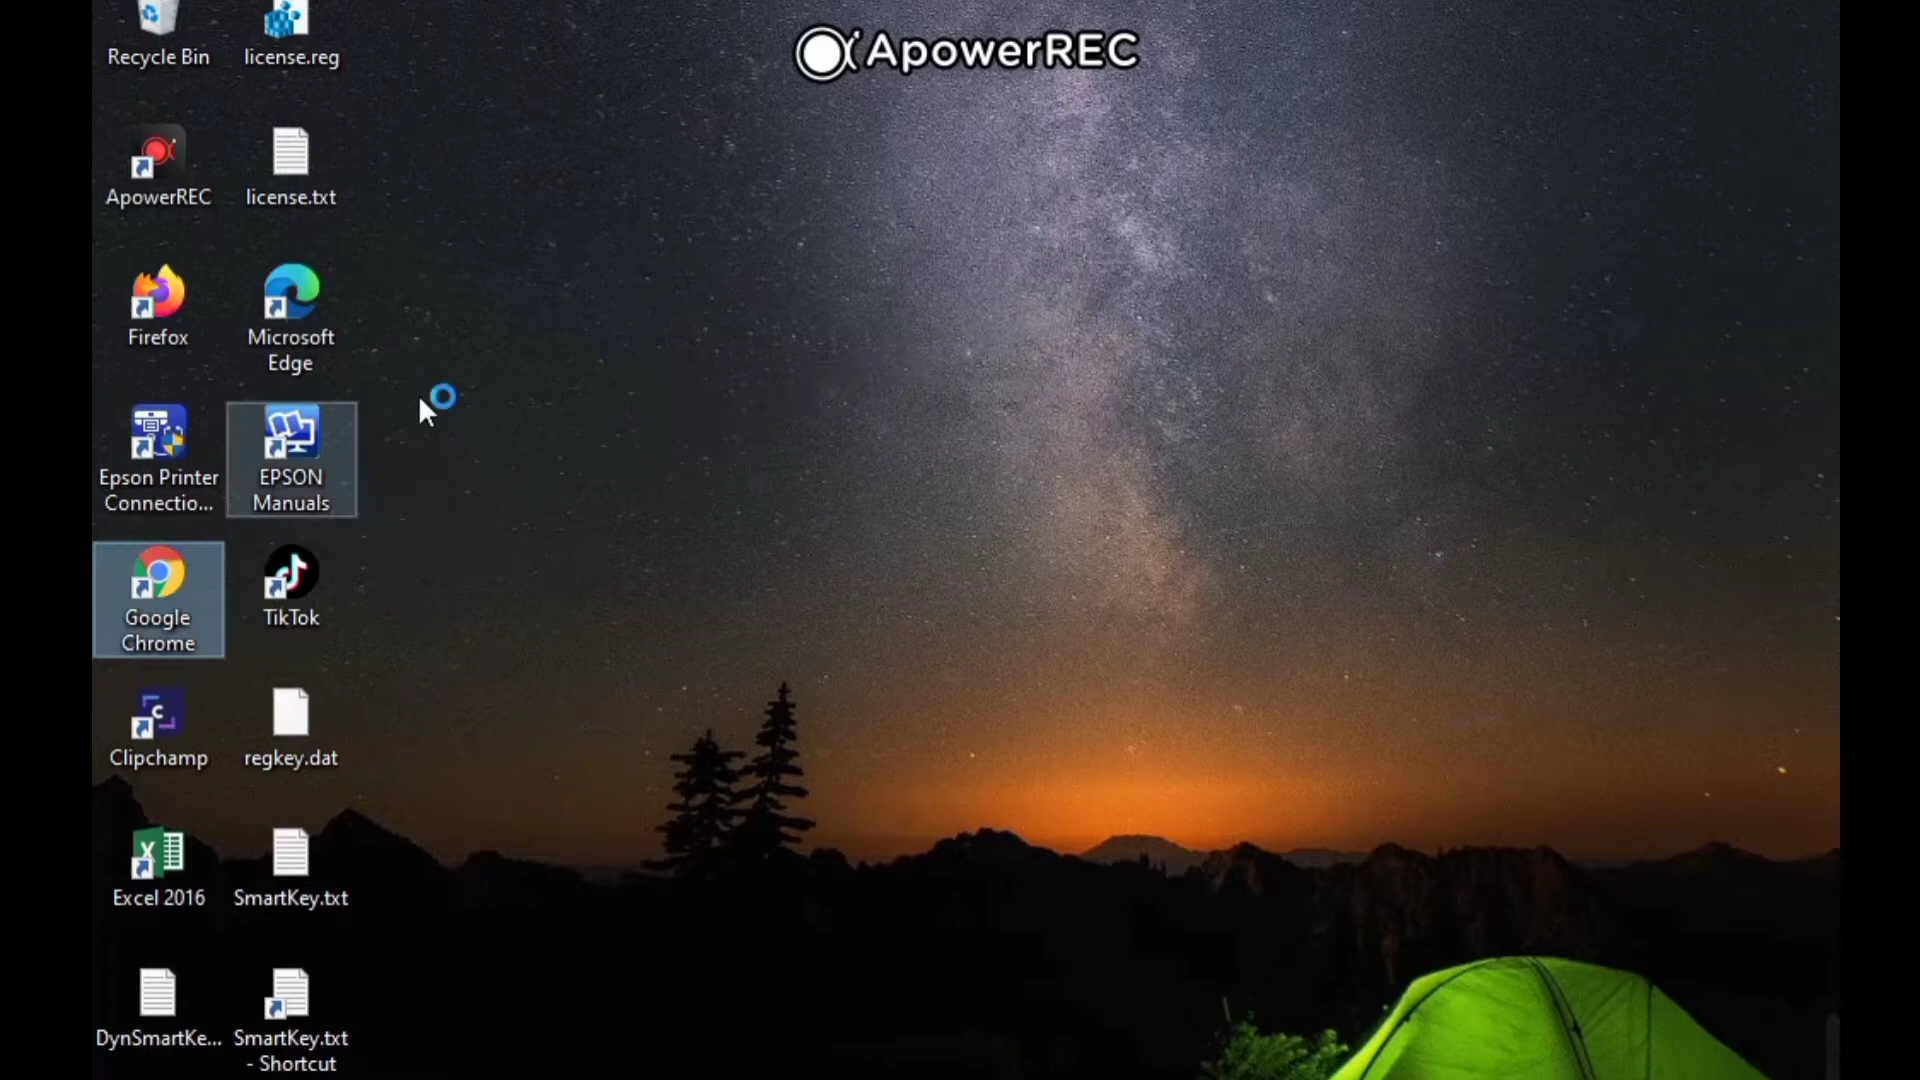 ApowerREC
Recycle Bin
license.reg
ApowerREC
license.txt
Firefox
Microsoft
Edge
Epson Printer
Connectio...
EPSON
Manuals
Google
Chrome
TikTok
Clipchamp
regkey.dat
Excel 2016
SmartKey.txt
DynSmartKe...
SmartKey.txt
- Shortcut